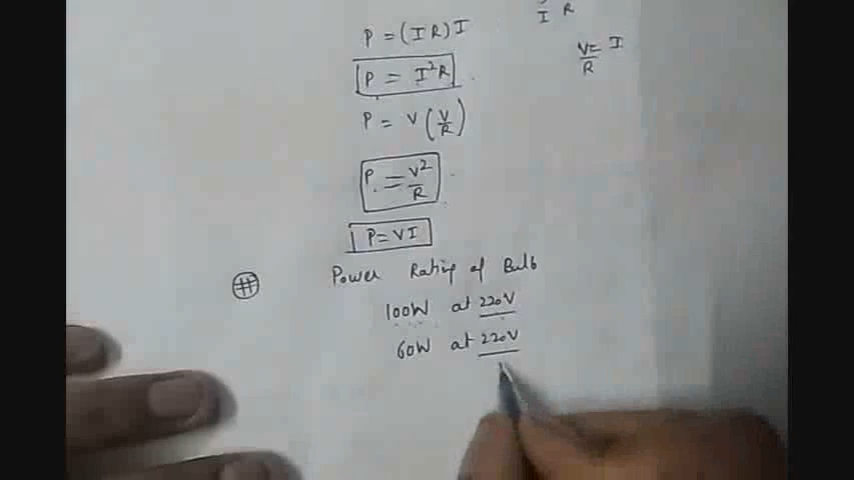 P = (IR)I
I R
V/R = I
P = I²R
P = V(V/R)
P = V²/R
P = VI
# Power Rating of Bulb
100W at 220V
60W at 220V